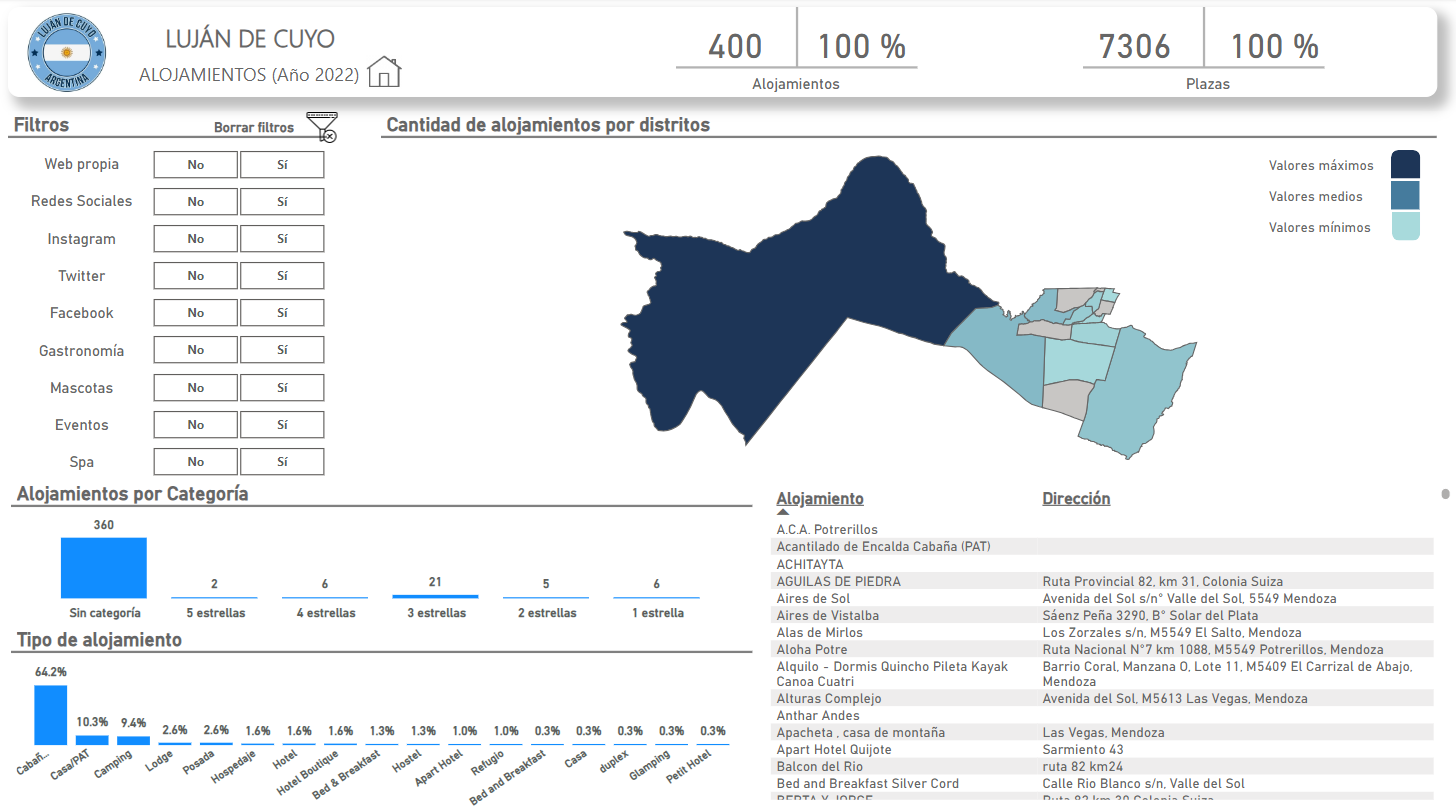 LUJÁN DE CUYO
ARGENTINA
LUJÁN DE CUYO
ALOJAMIENTOS (Año 2022)
400
100 %
Alojamientos
7306
100 %
Plazas
Filtros
Borrar filtros
Web propia No Sí
Redes Sociales No Sí
Instagram No Sí
Twitter No Sí
Facebook No Sí
Gastronomía No Sí
Mascotas No Sí
Eventos No Sí
Spa No Sí
Cantidad de alojamientos por distritos
Valores máximos
Valores medios
Valores mínimos
Alojamientos por Categoría
360 2 6 21 5 6
Sin categoría 5 estrellas 4 estrellas 3 estrellas 2 estrellas 1 estrella
Tipo de alojamiento
64.2% 10.3% 9.4% 2.6% 2.6% 1.6% 1.6% 1.6% 1.3% 1.3% 1.0% 1.0% 0.3% 0.3% 0.3% 0.3% 0.3%
Cabañ... Casa/PAT Camping Lodge Posada Hospedaje Hotel Hotel Boutique Bed & Breakfast Hostel Apart Hotel Refugio Bed and Breakfast Casa duplex Glamping Petit Hotel
Alojamiento Dirección
A.C.A. Potrerillos
Acantilado de Encalda Cabaña (PAT)
ACHITAYTA
AGUILAS DE PIEDRA Ruta Provincial 82, km 31, Colonia Suiza
Aires de Sol Avenida del Sol s/n° Valle del Sol, 5549 Mendoza
Aires de Vistalba Sáenz Peña 3290, B° Solar del Plata
Alas de Mirlos Los Zorzales s/n, M5549 El Salto, Mendoza
Aloha Potre Ruta Nacional N°7 km 1088, M5549 Potrerillos, Mendoza
Alquilo - Dormis Quincho Pileta Kayak Barrio Coral, Manzana O, Lote 11, M5409 El Carrizal de Abajo,
Canoa Cuatri Mendoza
Alturas Complejo Avenida del Sol, M5613 Las Vegas, Mendoza
Anthar Andes
Apacheta , casa de montaña Las Vegas, Mendoza
Apart Hotel Quijote Sarmiento 43
Balcon del Rio ruta 82 km24
Bed and Breakfast Silver Cord Calle Rio Blanco s/n, Valle del Sol
BERTA Y JORGE Ruta 82 km 39 Colonia Suiza